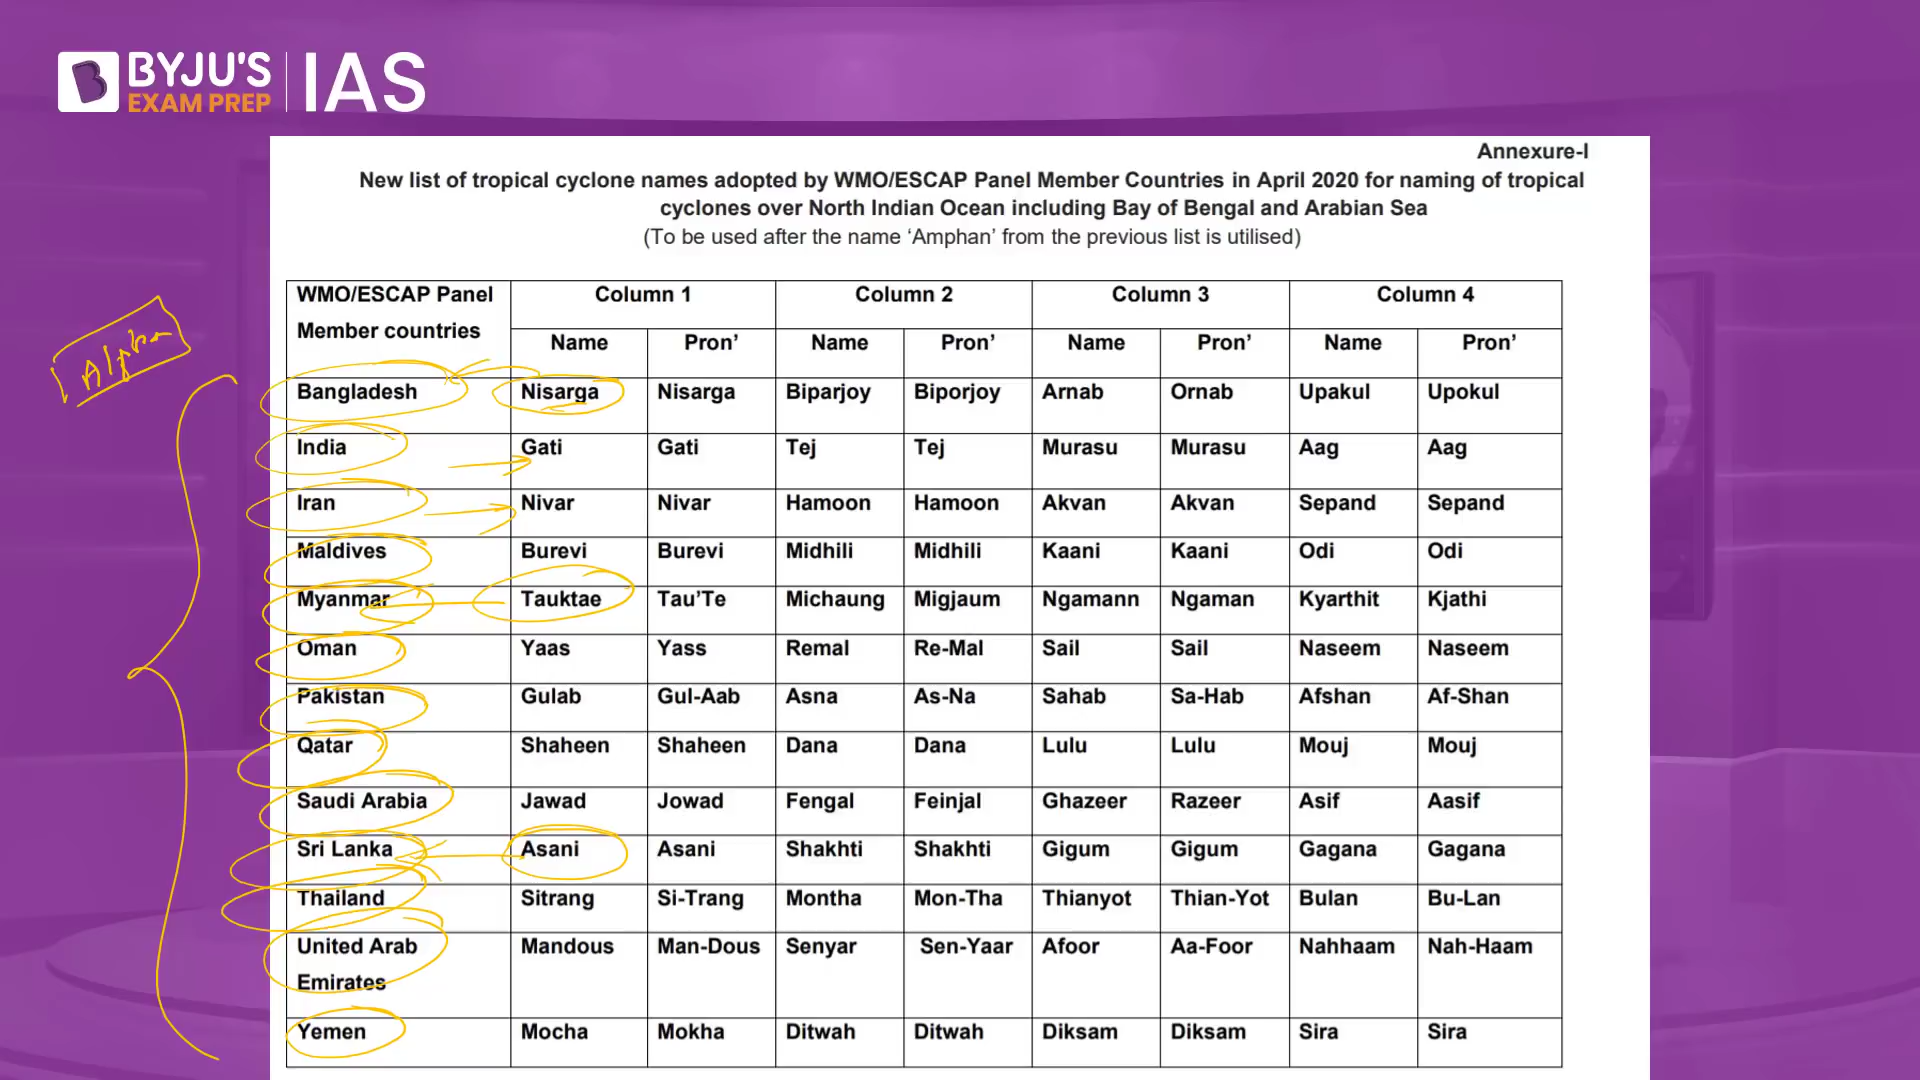 BYJU'S
EXAM PREP
IAS
Annexure-I
New list of tropical cyclone names adopted by WMO/ESCAP Panel Member Countries in April 2020 for naming of tropical
cyclones over North Indian Ocean including Bay of Bengal and Arabian Sea
(To be used after the name ‘Amphan’ from the previous list is utilised)
WMO/ESCAP Panel Column 1 Column 2 Column 3 Column 4
Member countries
Name Pron’ Name Pron’ Name Pron’ Name Pron’
Alpha
Bangladesh Nisarga Nisarga Biparjoy Biporjoy Arnab Ornab Upakul Upokul
India Gati Gati Tej Tej Murasu Murasu Aag Aag
Iran Nivar Nivar Hamoon Hamoon Akvan Akvan Sepand Sepand
Maldives Burevi Burevi Midhili Midhili Kaani Kaani Odi Odi
Myanmar Tauktae Tau’Te Michaung Migjaum Ngamann Ngaman Kyarthit Kjathi
Oman Yaas Yass Remal Re-Mal Sail Sail Naseem Naseem
Pakistan Gulab Gul-Aab Asna As-Na Sahab Sa-Hab Afshan Af-Shan
Qatar Shaheen Shaheen Dana Dana Lulu Lulu Mouj Mouj
Saudi Arabia Jawad Jowad Fengal Feinjal Ghazeer Razeer Asif Aasif
Sri Lanka Asani Asani Shakhti Shakhti Gigum Gigum Gagana Gagana
Thailand Sitrang Si-Trang Montha Mon-Tha Thianyot Thian-Yot Bulan Bu-Lan
United Arab Mandous Man-Dous Senyar Sen-Yaar Afoor Aa-Foor Nahhaam Nah-Haam
Emirates
Yemen Mocha Mokha Ditwah Ditwah Diksam Diksam Sira Sira